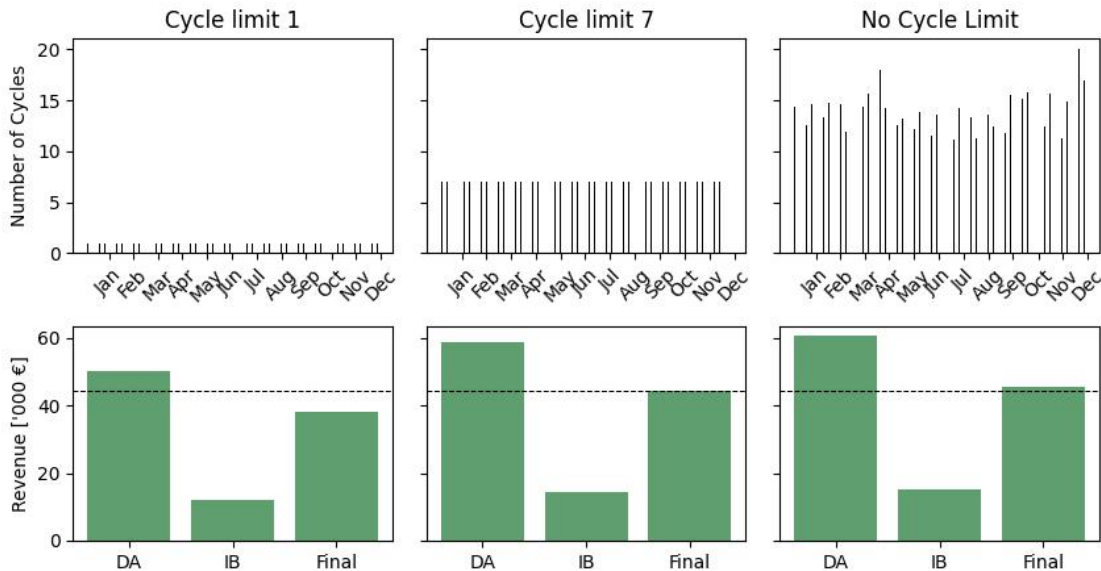 Cycle limit 1
Cycle limit 7
No Cycle Limit
Number of Cycles
20
15
10
5
0
Jan Feb Mar Apr May Jun Jul Aug Sep Oct Nov Dec
Jan Feb Mar Apr May Jun Jul Aug Sep Oct Nov Dec
Jan Feb Mar Apr May Jun Jul Aug Sep Oct Nov Dec
Revenue ['000 €]
60
40
20
0
DA IB Final
DA IB Final
DA IB Final